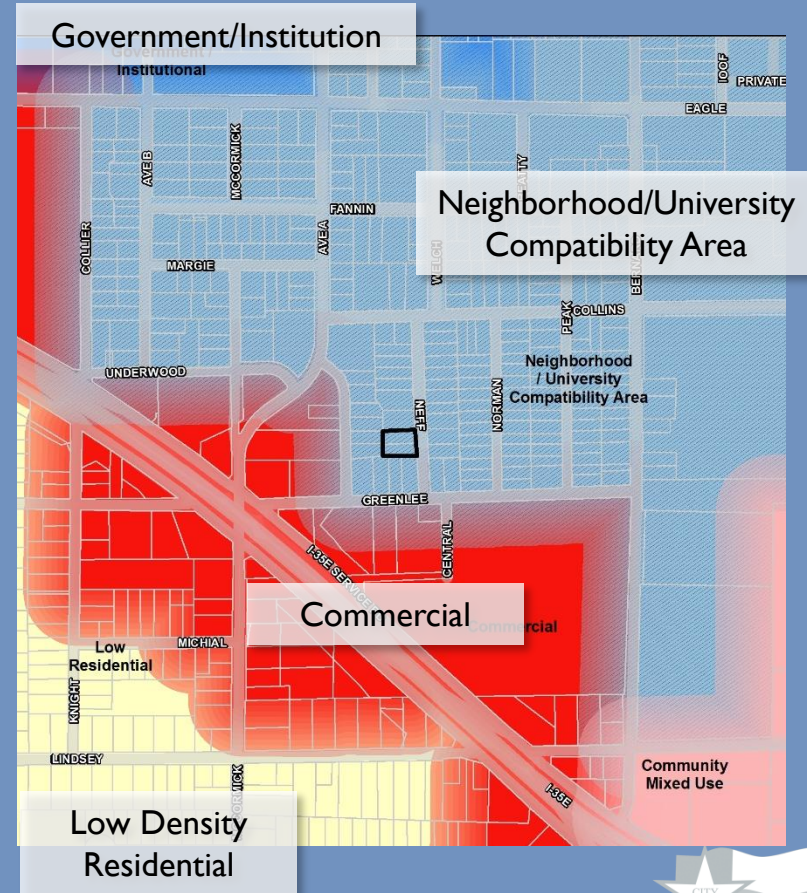 Government/Institution
Government /
Institutional
IOOF
PRIVATE
EAGLE
AVE B
MCCORMICK
FANNIN
AVE A
Neighborhood/University
Compatibility Area
COLLIER
MARGIE
WELCH
PEAK
COLLINS
UNDERWOOD
Neighborhood
/ University
Compatibility Area
NEFF
NORMAN
GREENLEE
CENTRAL
I-35E SERVICE
Commercial
Low
Residential
MICHIAL
KNIGHT
LINDSEY
I-35E
Community
Mixed Use
Low Density
Residential
CITY